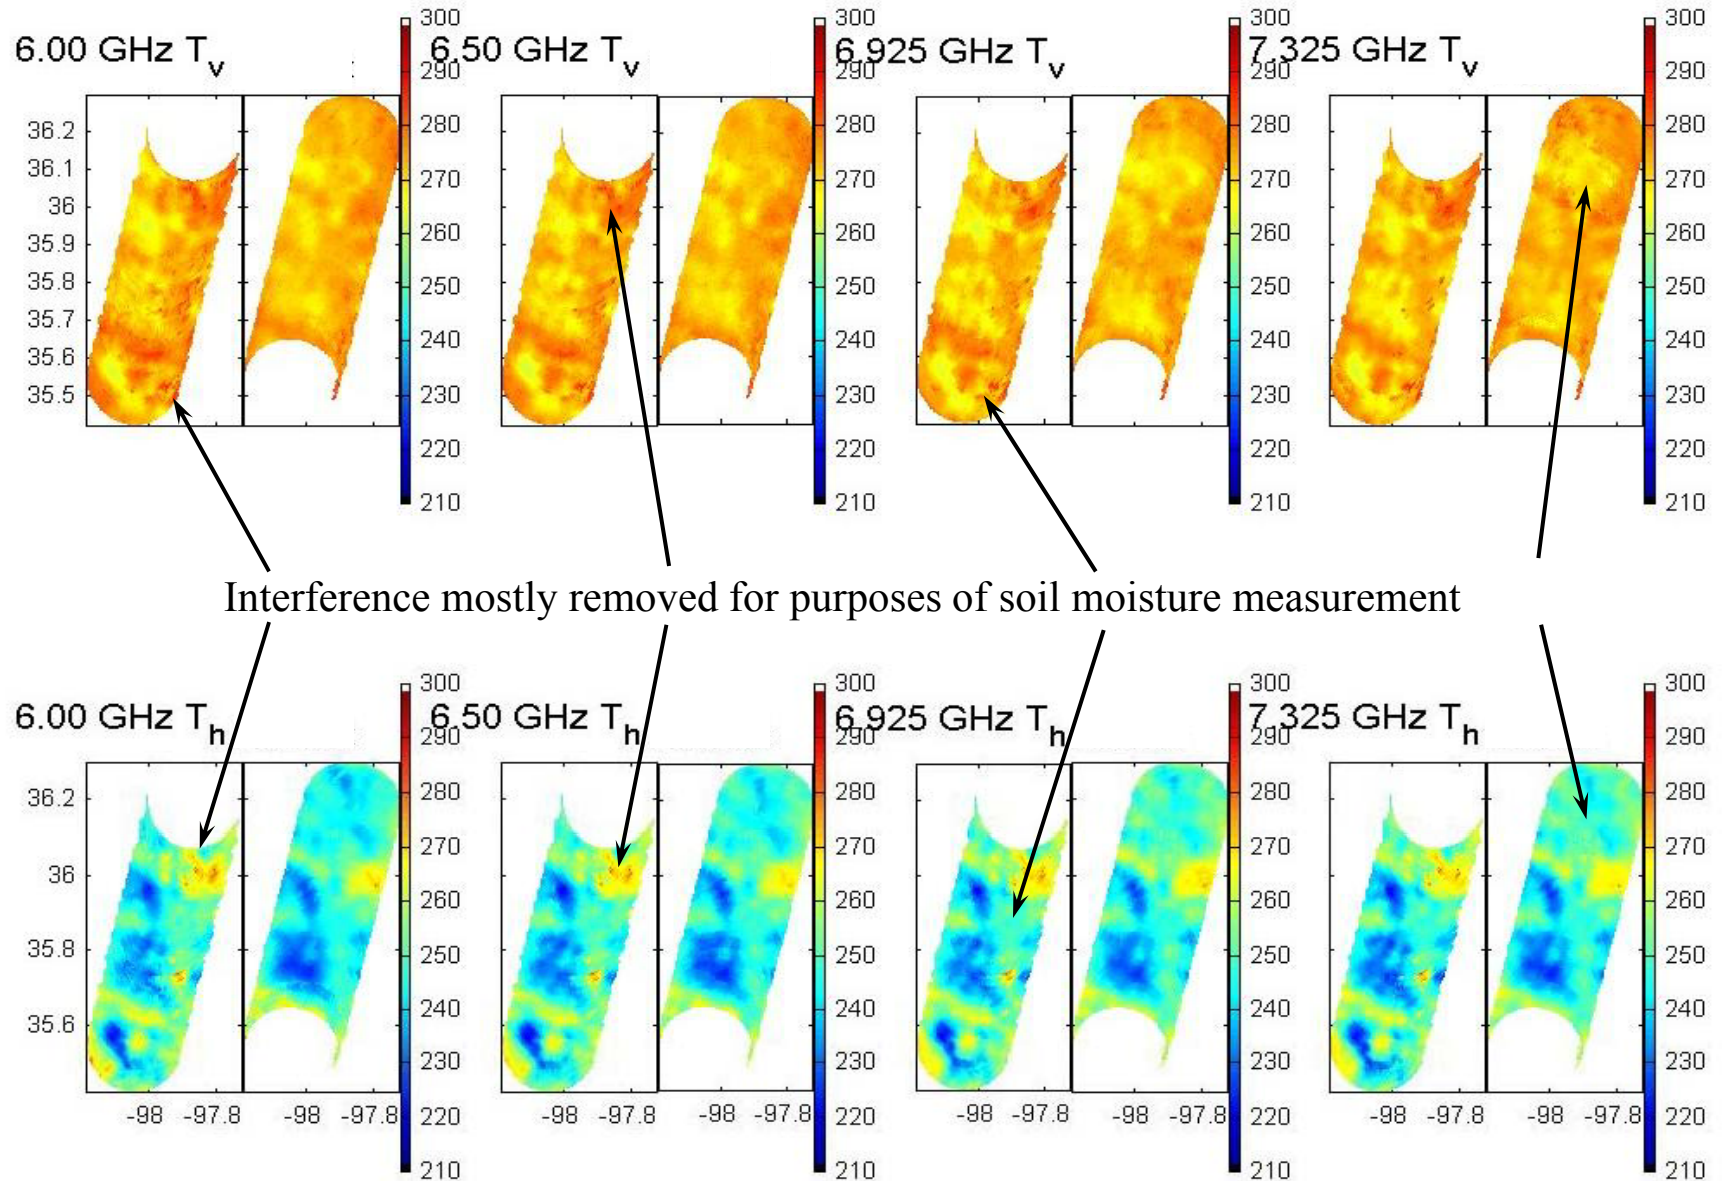 6.00 GHz Tv 6.50 GHz Tv 6.925 GHz Tv 7.325 GHz Tv
300 300 300 300
290 290 290 290
280 280 280 280
270 270 270 270
260 260 260 260
250 250 250 250
240 240 240 240
230 230 230 230
220 220 220 220
210 210 210 210
36.2
36.1
36
35.9
35.8
35.7
35.6
35.5
Interference mostly removed for purposes of soil moisture measurement
6.00 GHz Th 6.50 GHz Th 6.925 GHz Th 7.325 GHz Th
300 300 300 300
290 290 290 290
280 280 280 280
270 270 270 270
260 260 260 260
250 250 250 250
240 240 240 240
230 230 230 230
220 220 220 220
210 210 210 210
36.2
36
35.8
35.6
-98 -97.8 -98 -97.8 -98 -97.8 -98 -97.8 -98 -97.8 -98 -97.8 -98 -97.8 -98 -97.8